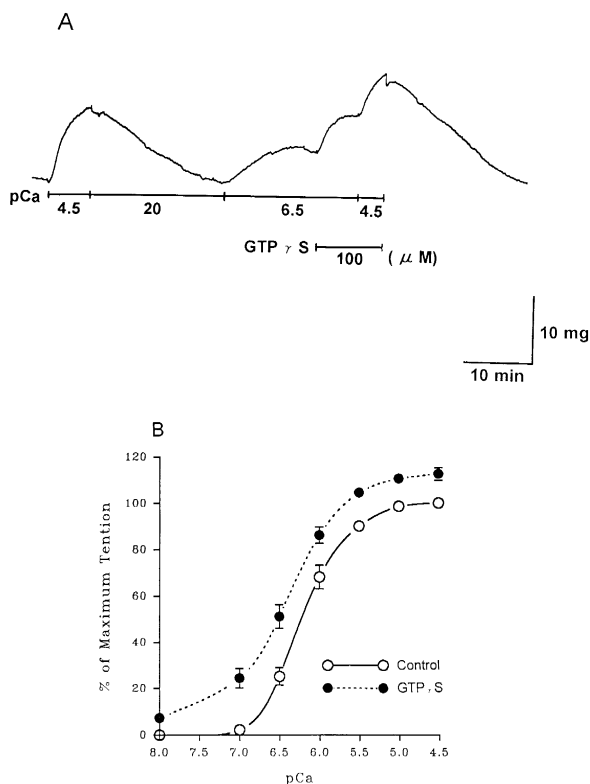 A
pCa 4.5 20 6.5 4.5
GTP γ S 100 ( μ M)
10 mg
10 min
B
% of Maximum Tention
120
100
80
60
40
20
0
Control
GTP γ S
8.0 7.5 7.0 6.5 6.0 5.5 5.0 4.5
pCa